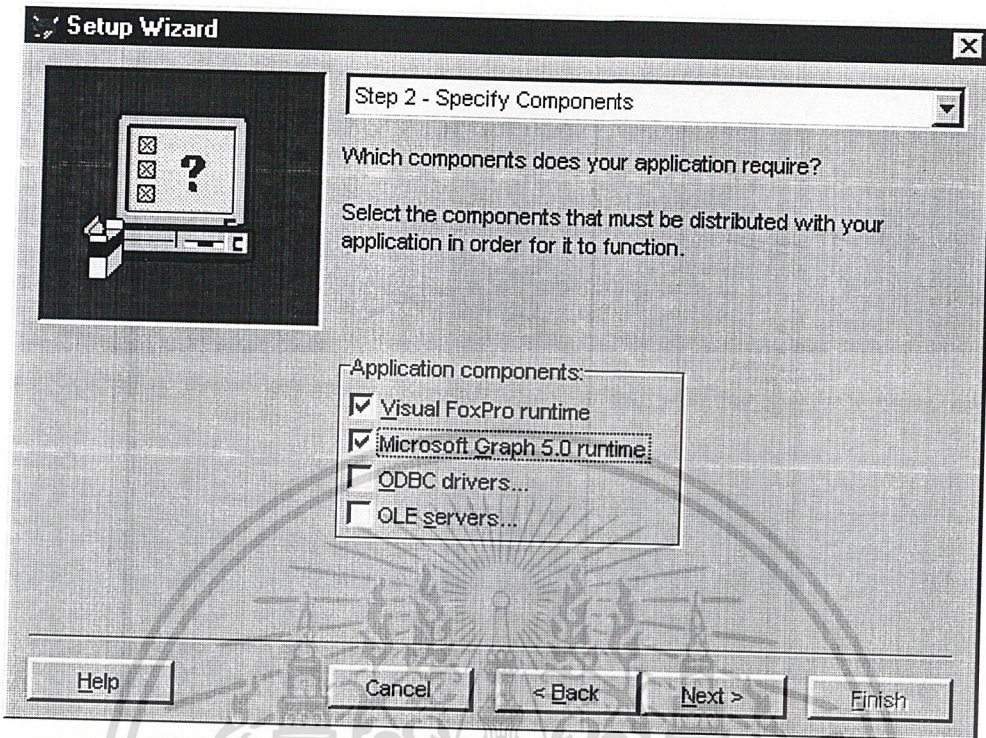 Setup Wizard
Step 2 - Specify Components
Which components does your application require?
Select the components that must be distributed with your
application in order for it to function.
Application components:
Visual FoxPro runtime
Microsoft Graph 5.0 runtime
ODBC drivers...
OLE servers...
Help
Cancel
< Back
Next >
Finish